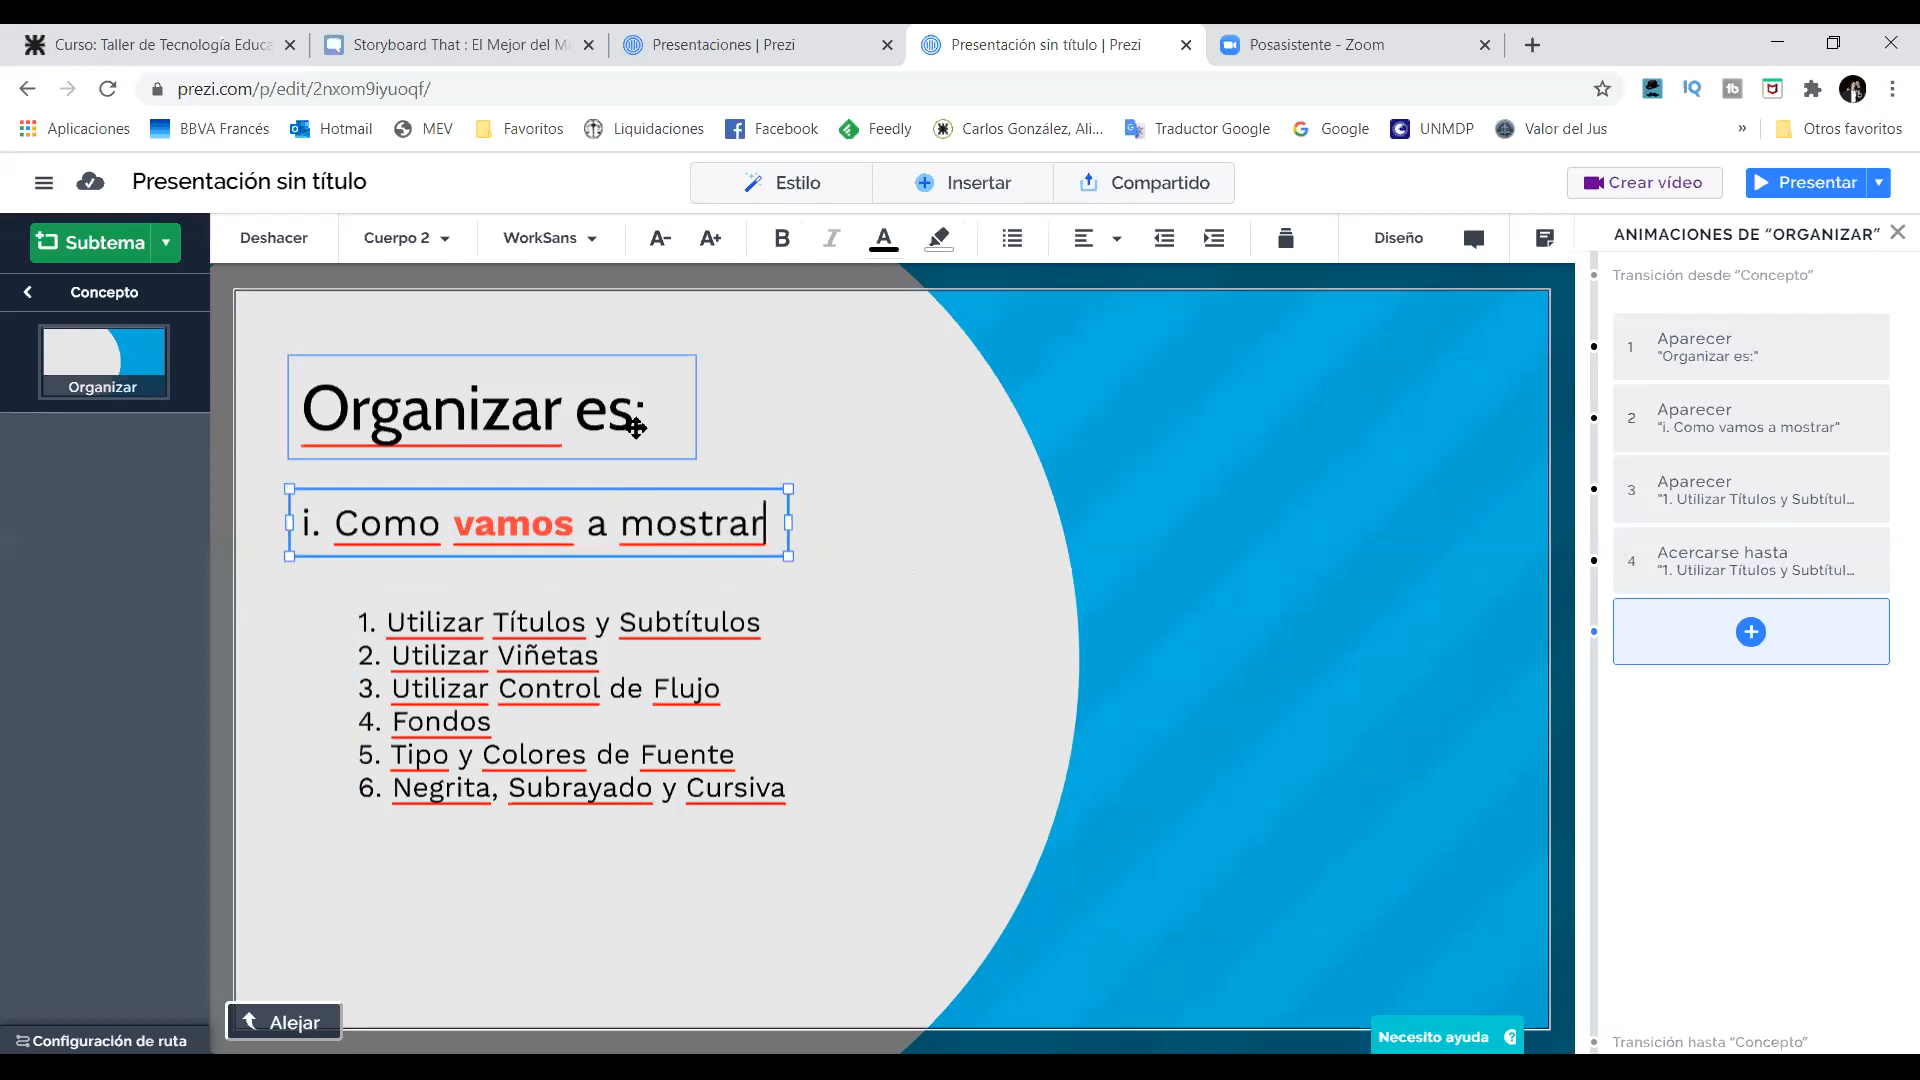 Curso: Taller de Tecnología Educa
Storyboard That : El Mejor del M
Presentaciones | Prezi
Presentación sin título | Prezi
Posasistente - Zoom
prezi.com/p/edit/2nxom9iyuoqf/
Aplicaciones
BBVA Francés
Hotmail
MEV
Favoritos
Liquidaciones
Facebook
Feedly
Carlos González, Ali...
Traductor Google
Google
UNMDP
Valor del Jus
»
Otros favoritos
Presentación sin título
Estilo
Insertar
Compartido
Crear vídeo
Presentar
Subtema
Deshacer
Cuerpo 2
WorkSans
A-
A+
B
I
A
Diseño
ANIMACIONES DE "ORGANIZAR"
Concepto
Organizar
Organizar es:
i. Como vamos a mostrar
1. Utilizar Títulos y Subtítulos
2. Utilizar Viñetas
3. Utilizar Control de Flujo
4. Fondos
5. Tipo y Colores de Fuente
6. Negrita, Subrayado y Cursiva
Transición desde "Concepto"
1 Aparecer
"Organizar es:"
2 Aparecer
"i. Como vamos a mostrar"
3 Aparecer
"1. Utilizar Títulos y Subtítul...
4 Acercarse hasta
"1. Utilizar Títulos y Subtítul...
Alejar
Configuración de ruta
Necesito ayuda ?
Transición hasta "Concepto"